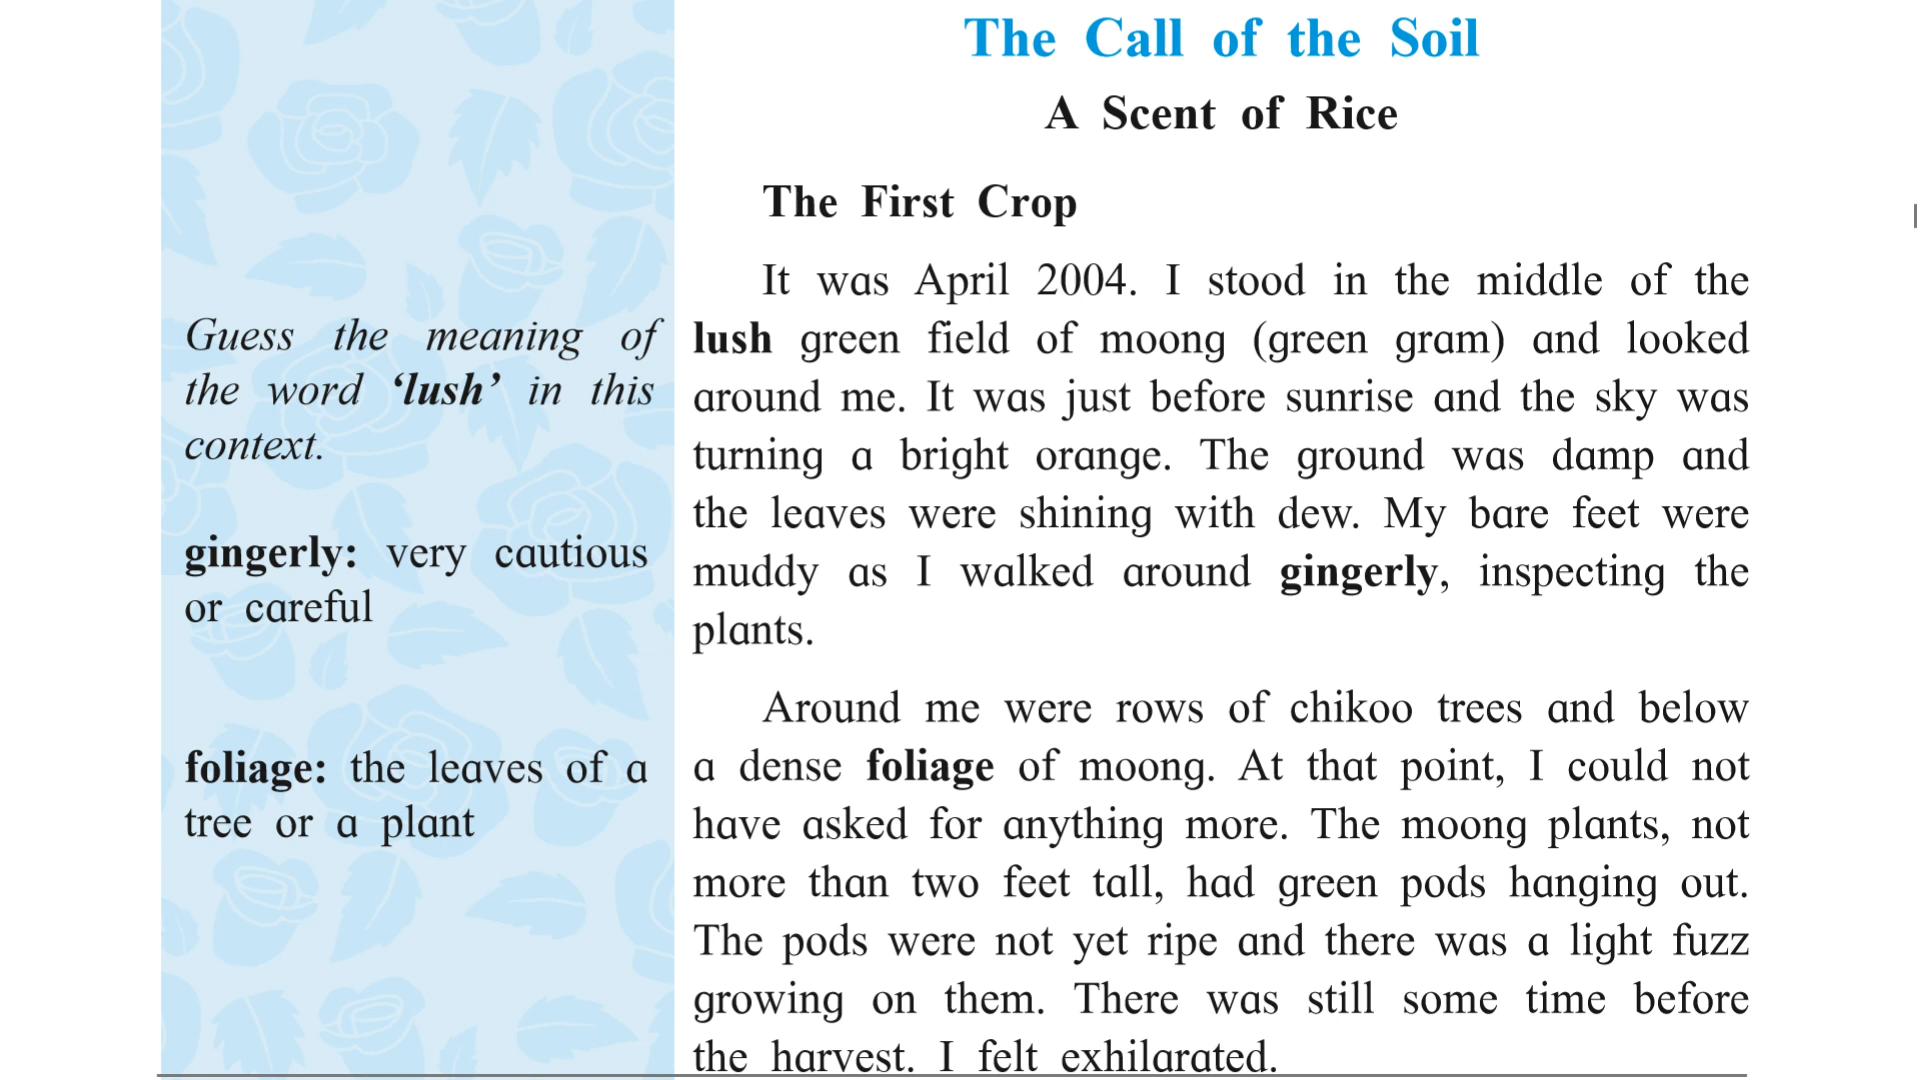 The Call of the Soil
A Scent of Rice
The First Crop
It was April 2004. I stood in the middle of the
lush green field of moong (green gram) and looked
around me. It was just before sunrise and the sky was
turning a bright orange. The ground was damp and
the leaves were shining with dew. My bare feet were
muddy as I walked around gingerly, inspecting the
plants.
Around me were rows of chikoo trees and below
a dense foliage of moong. At that point, I could not
have asked for anything more. The moong plants, not
more than two feet tall, had green pods hanging out.
The pods were not yet ripe and there was a light fuzz
growing on them. There was still some time before
the harvest. I felt exhilarated.
Guess the meaning of
the word ‘lush’ in this
context.
gingerly: very cautious
or careful
foliage: the leaves of a
tree or a plant